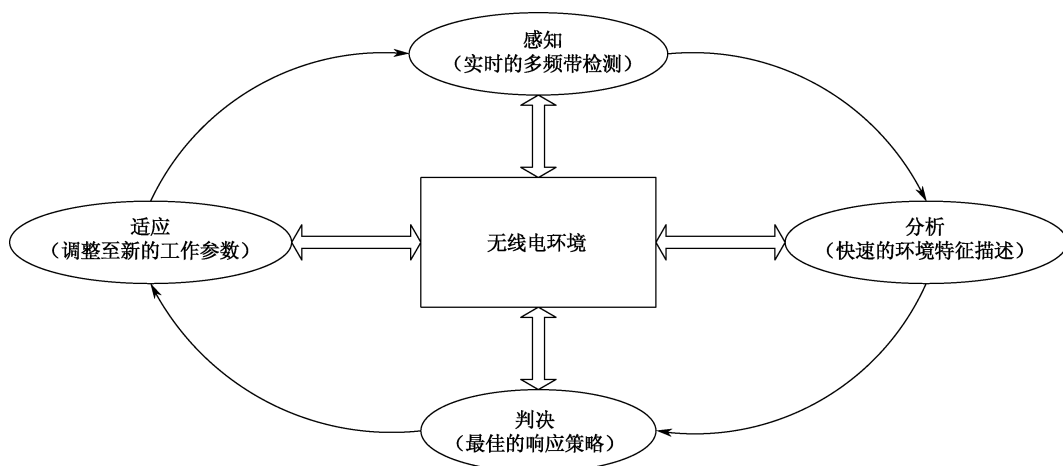 感知
（实时的多频带检测）
适应
（调整至新的工作参数）
无线电环境
分析
（快速的环境特征描述）
判决
（最佳的响应策略）